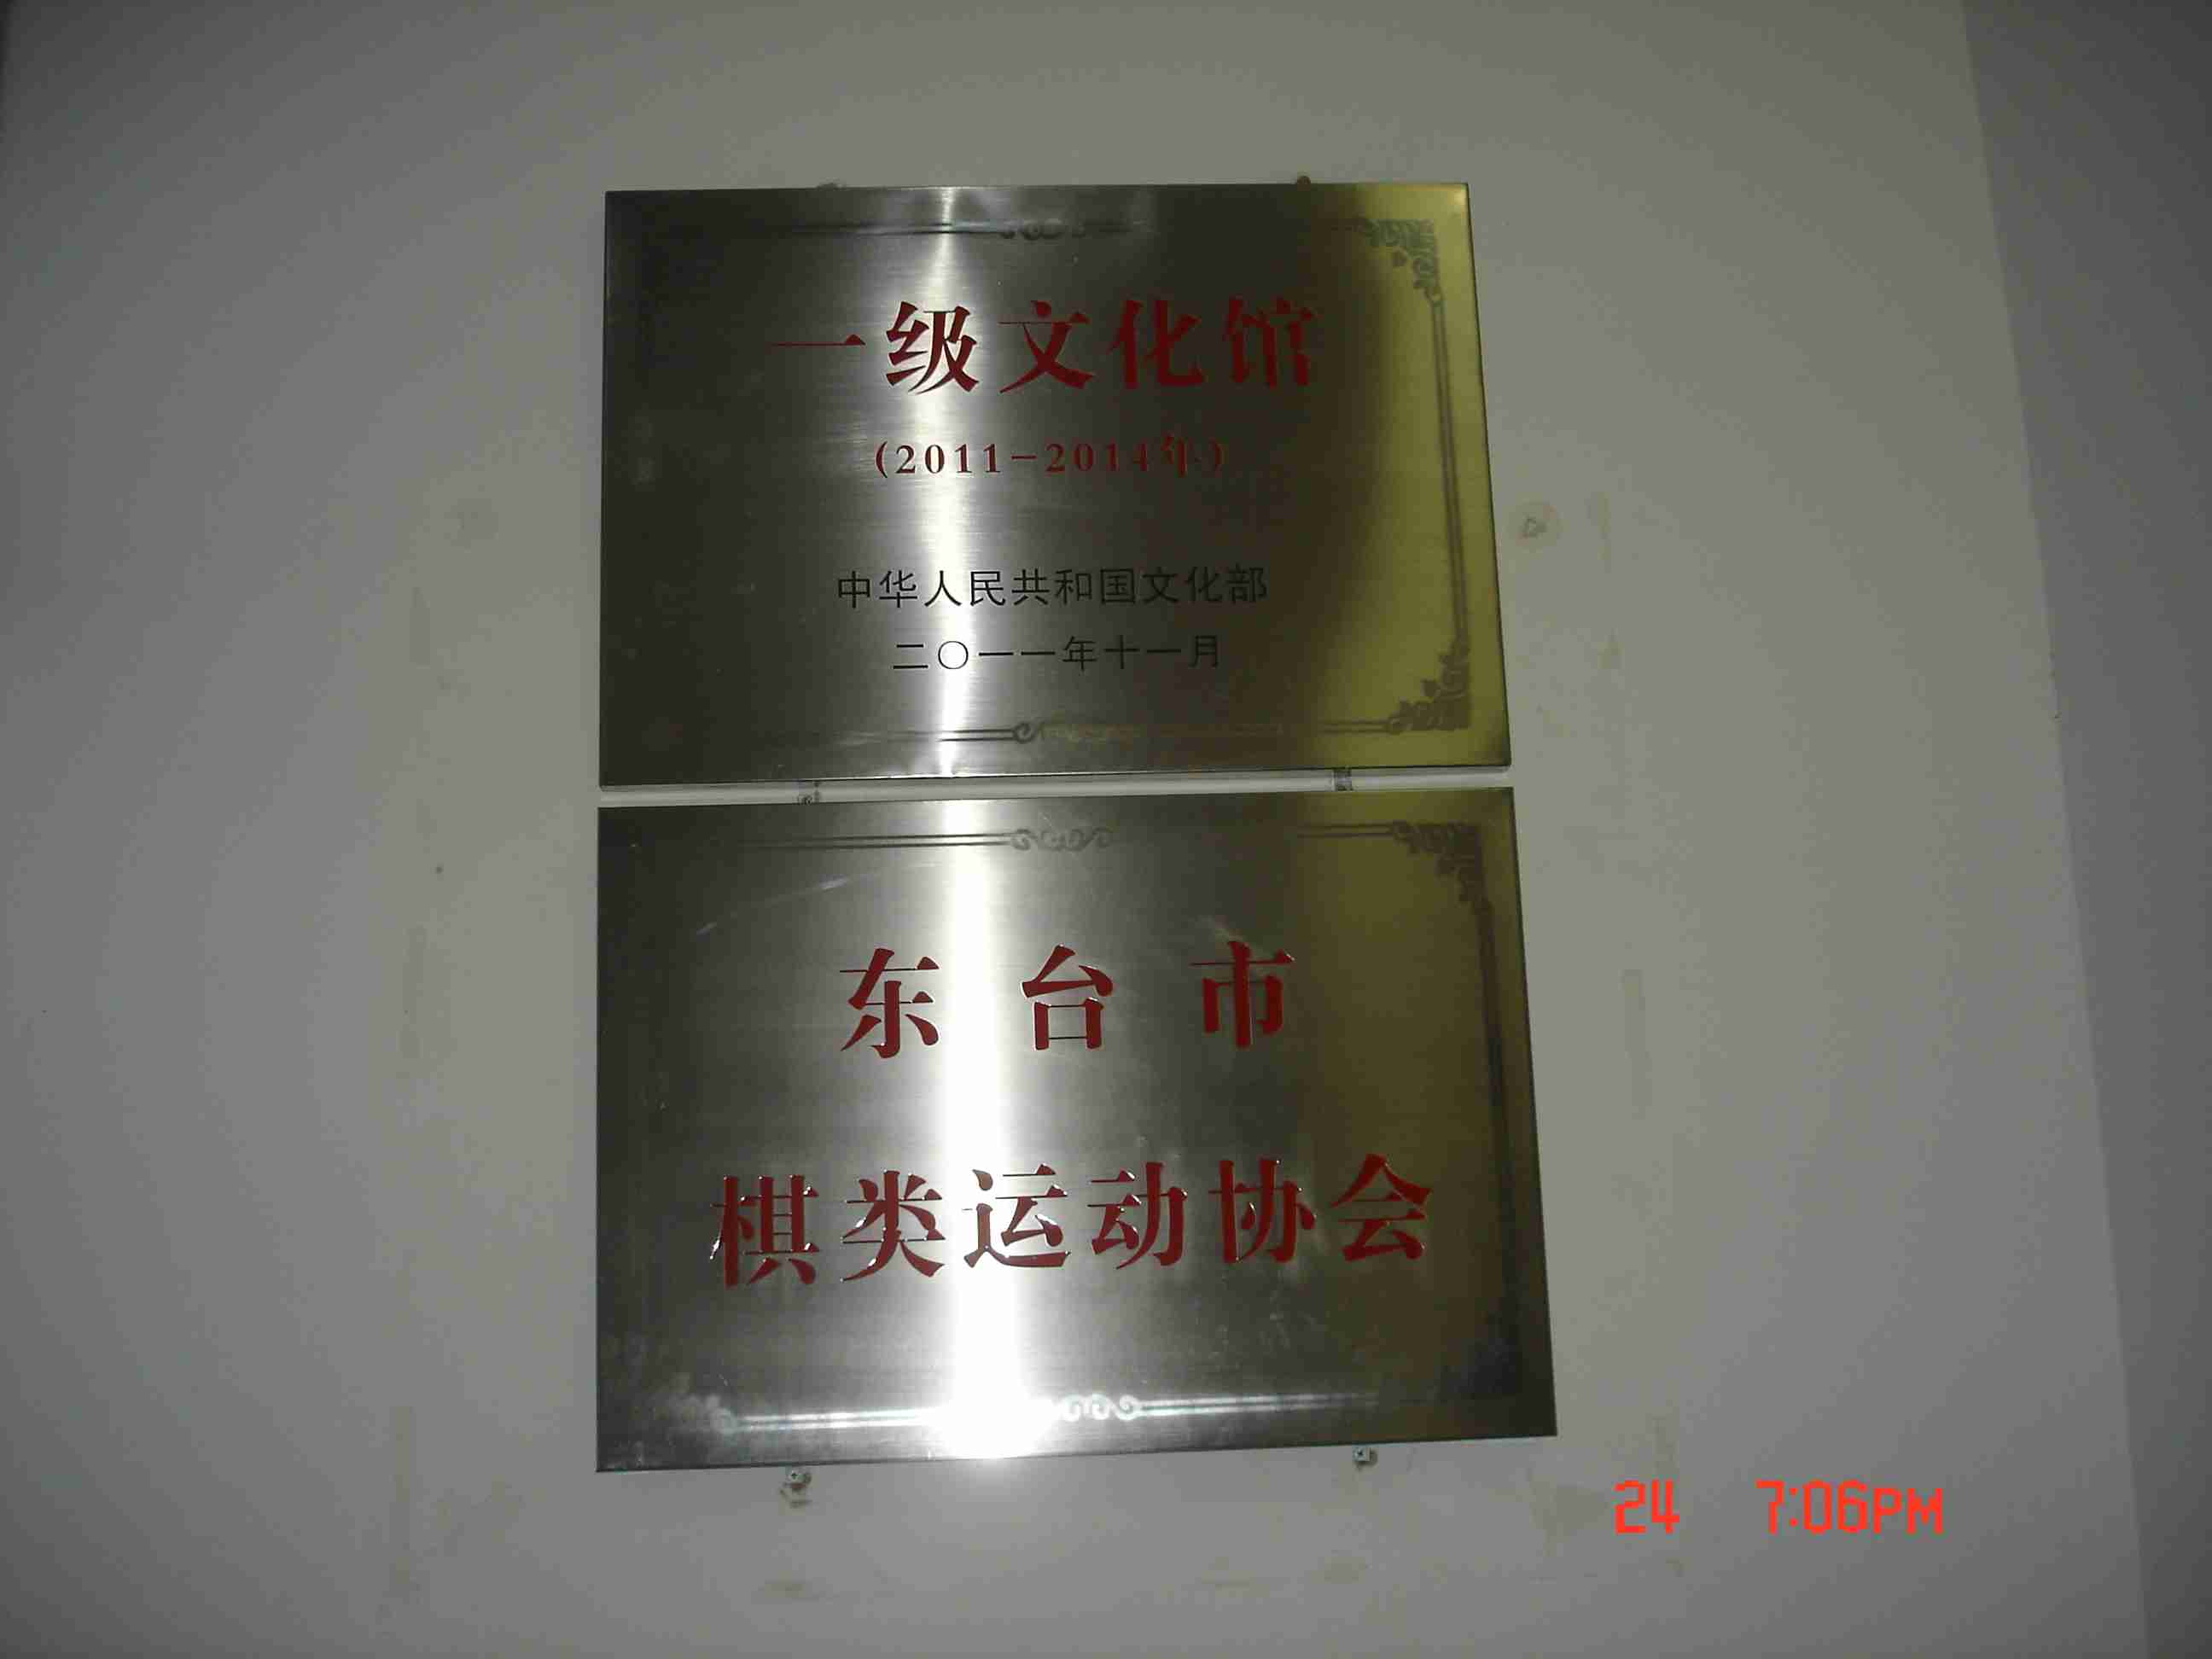 一级文化馆
(2011-2014年)
中华人民共和国文化部
二〇一一年十一月
东台市
棋类运动协会
24 7:06PM